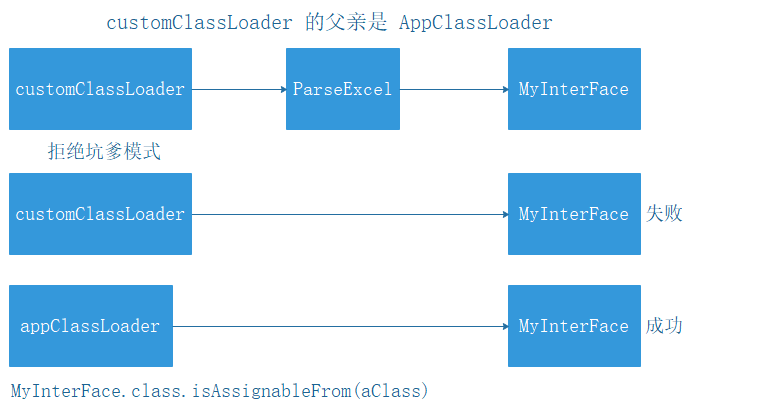 customClassLoader 的父亲是 AppClassLoader
customClassLoader
ParseExcel
MyInterFace
拒绝坑爹模式
customClassLoader
MyInterFace
失败
appClassLoader
MyInterFace
成功
MyInterFace.class.isAssignableFrom(aClass)